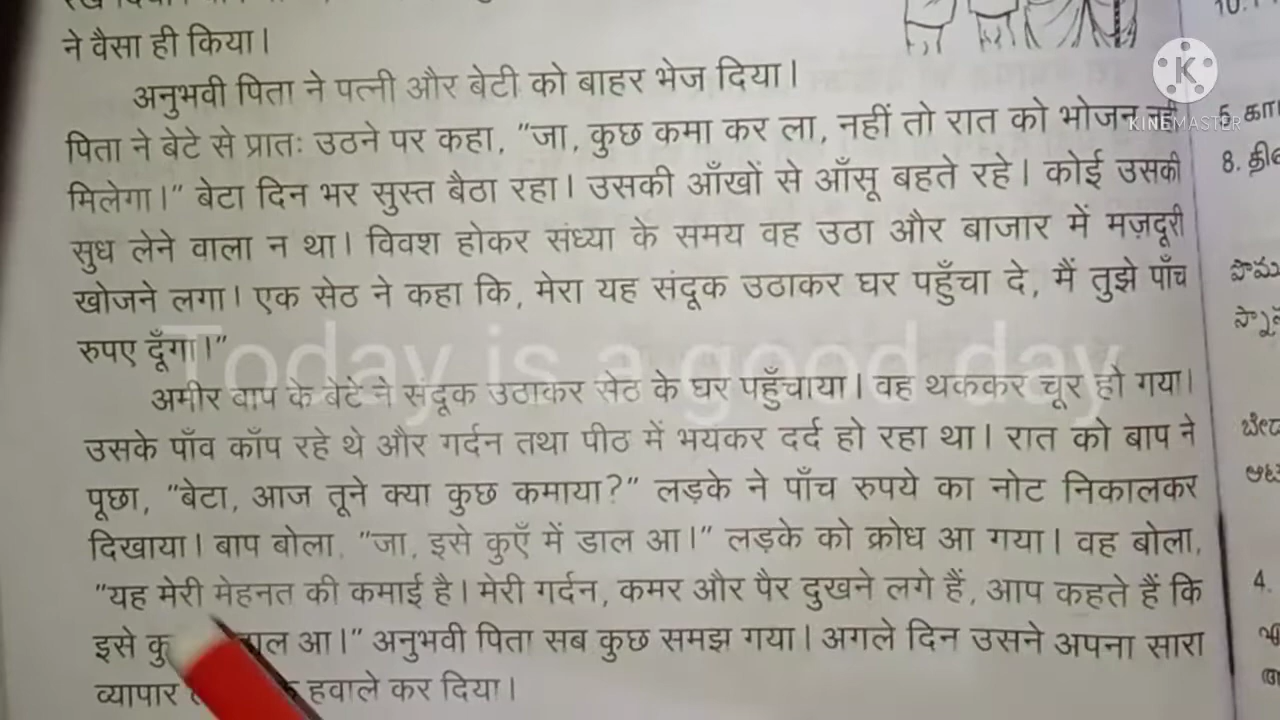 ने वैसा ही किया।
अनुभवी पिता ने पत्नी और बेटी को बाहर भेज दिया।
पिता ने बेटे से प्रातः उठने पर कहा, "जा, कुछ कमा कर ला, नहीं तो रात को भोजन
मिलेगा।" बेटा दिन भर सुस्त बैठा रहा। उसकी आँखों से आँसू बहते रहे। कोई उसकी
सुध लेने वाला न था। विवश होकर संध्या के समय वह उठा और बाजार में मज़दूरी
खोजने लगा। एक सेठ ने कहा कि, मेरा यह संदूक उठाकर घर पहुँचा दे, मैं तुझे पाँच
रुपए दूँगा।"
अमीर बाप के बेटे ने संदूक उठाकर सेठ के घर पहुँचाया। वह थककर चूर हो गया।
उसके पाँव काँप रहे थे और गर्दन तथा पीठ में भयकर दर्द हो रहा था। रात को बाप ने
पूछा, "बेटा, आज तूने क्या कुछ कमाया?" लड़के ने पाँच रुपये का नोट निकालकर
दिखाया। बाप बोला, "जा, इसे कुएँ में डाल आ।" लड़के को क्रोध आ गया। वह बोला,
"यह मेरी मेहनत की कमाई है। मेरी गर्दन, कमर और पैर दुखने लगे हैं, आप कहते हैं कि
इसे आ।" अनुभवी पिता सब कुछ समझ गया। अगले दिन उसने अपना सारा
व्यापार हवाले कर दिया।
Today is a good day
K
KINEMASTER
8.
4.